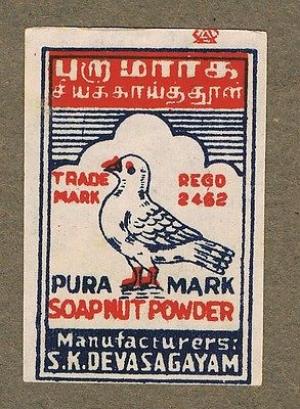 புறா மார்க
சியக்காய்த்தூள்
TRADE MARK
REGD 2462
PURA MARK
SOAPNUT POWDER
Manufacturers:
S.K.DEVASAGAYAM